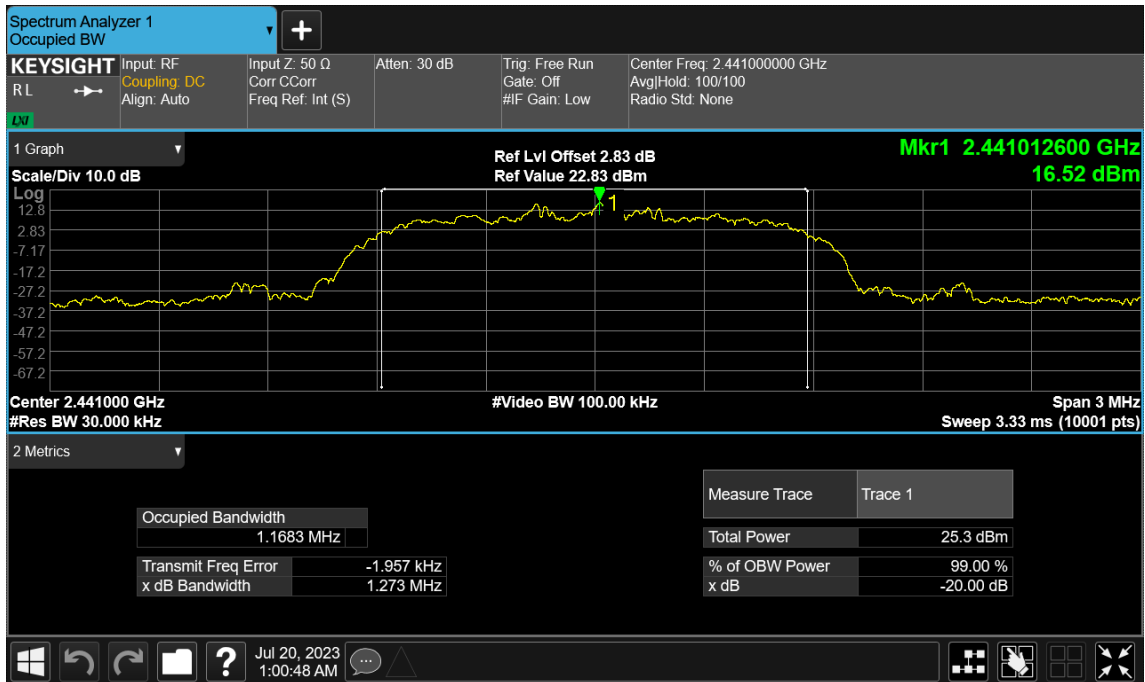 Spectrum Analyzer 1
Occupied BW
+
KEYSIGHT
R L
LXI
Input: RF
Coupling: DC
Align: Auto
Input Z: 50 Ω
Corr CCorr
Freq Ref: Int (S)
Atten: 30 dB
Trig: Free Run
Gate: Off
#IF Gain: Low
Center Freq: 2.441000000 GHz
Avg|Hold: 100/100
Radio Std: None
1 Graph
Scale/Div 10.0 dB
Ref Lvl Offset 2.83 dB
Ref Value 22.83 dBm
Mkr1 2.441012600 GHz
16.52 dBm
Log
12.8
2.83
-7.17
-17.2
-27.2
-37.2
-47.2
-57.2
-67.2
1
Center 2.441000 GHz
#Res BW 30.000 kHz
#Video BW 100.00 kHz
Span 3 MHz
Sweep 3.33 ms (10001 pts)
2 Metrics
Occupied Bandwidth
1.1683 MHz
Transmit Freq Error -1.957 kHz
x dB Bandwidth 1.273 MHz
Measure Trace Trace 1
Total Power 25.3 dBm
% of OBW Power 99.00 %
x dB -20.00 dB
?
Jul 20, 2023
1:00:48 AM